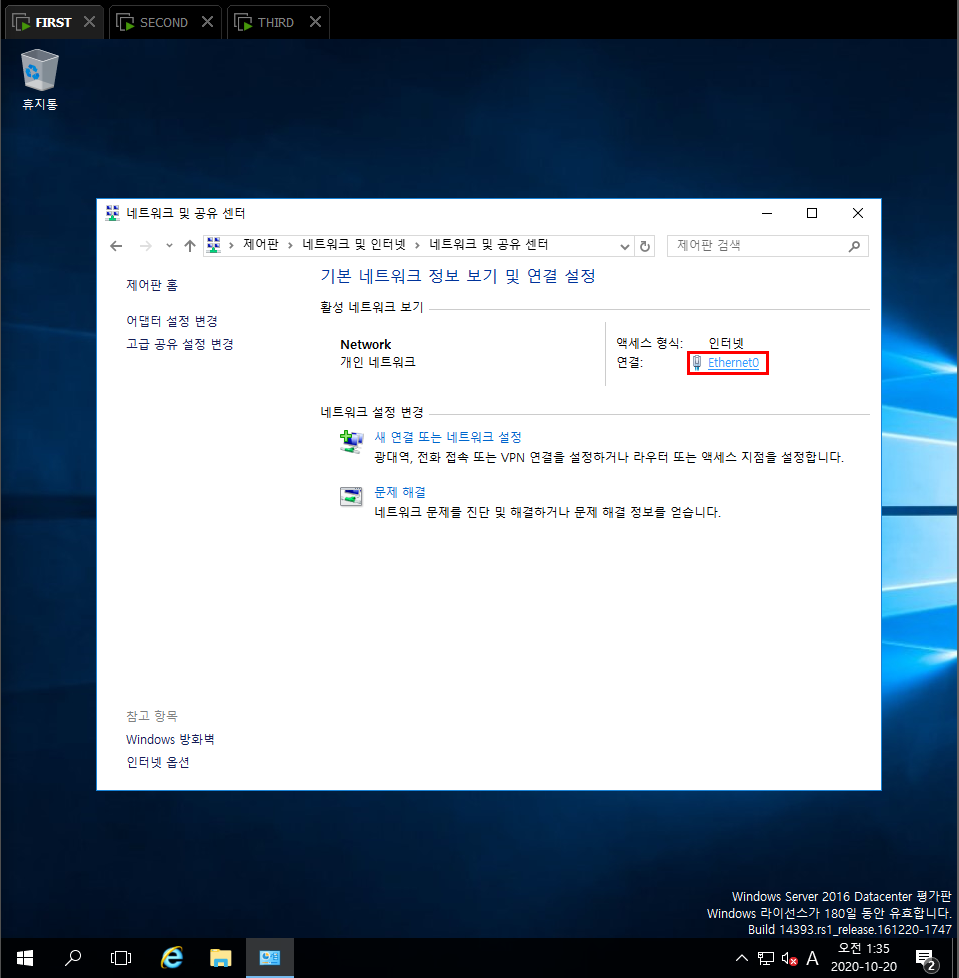 FIRST
SECOND
THIRD
휴지통
네트워크 및 공유 센터
제어판 네트워크 및 인터넷 네트워크 및 공유 센터
제어판 검색
제어판 홈
어댑터 설정 변경
고급 공유 설정 변경
기본 네트워크 정보 보기 및 연결 설정
활성 네트워크 보기
Network
개인 네트워크
액세스 형식: 인터넷
연결: Ethernet0
네트워크 설정 변경
새 연결 또는 네트워크 설정
광대역, 전화 접속 또는 VPN 연결을 설정하거나 라우터 또는 액세스 지점을 설정합니다.
문제 해결
네트워크 문제를 진단 및 해결하거나 문제 해결 정보를 얻습니다.
참고 항목
Windows 방화벽
인터넷 옵션
Windows Server 2016 Datacenter 평가판
Windows 라이선스가 180일 동안 유효합니다.
Build 14393.rs1_release.161220-1747
A
오전 1:35
2020-10-20
2